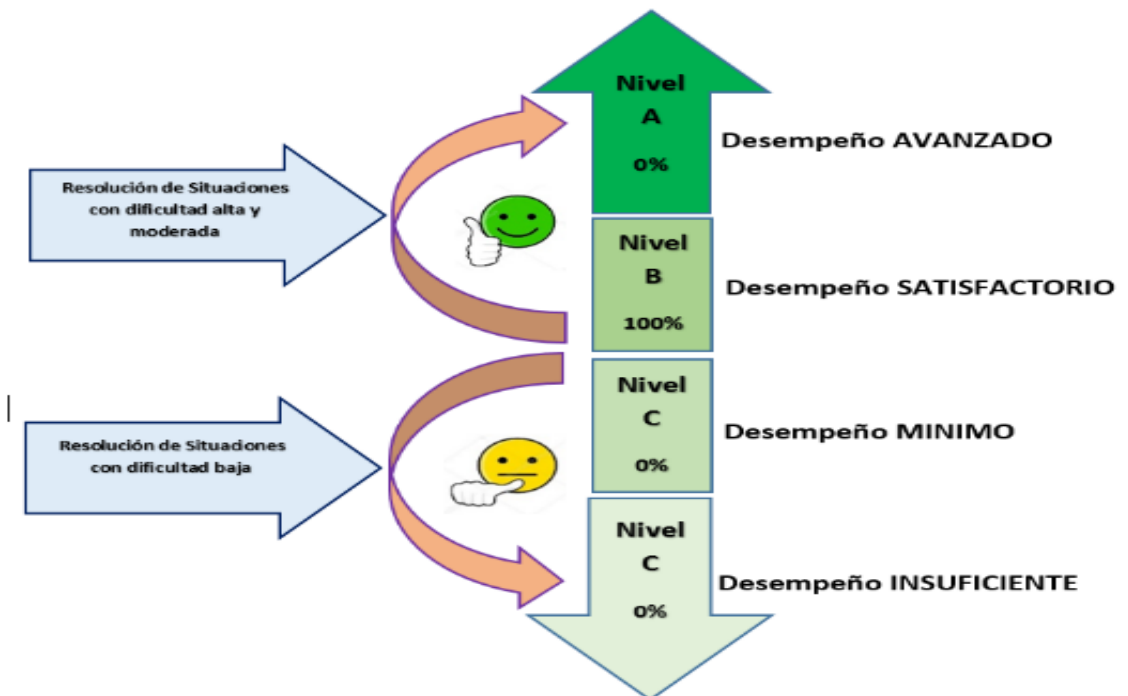 Nivel
A
0%
Desempeño AVANZADO
Resolución de Situaciones
con dificultad alta y
moderada
Nivel
B
100%
Desempeño SATISFACTORIO
Nivel
C
0%
Desempeño MINIMO
Resolución de Situaciones
con dificultad baja
Nivel
C
0%
Desempeño INSUFICIENTE